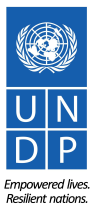 U N
D P
Empowered lives.
Resilient nations.